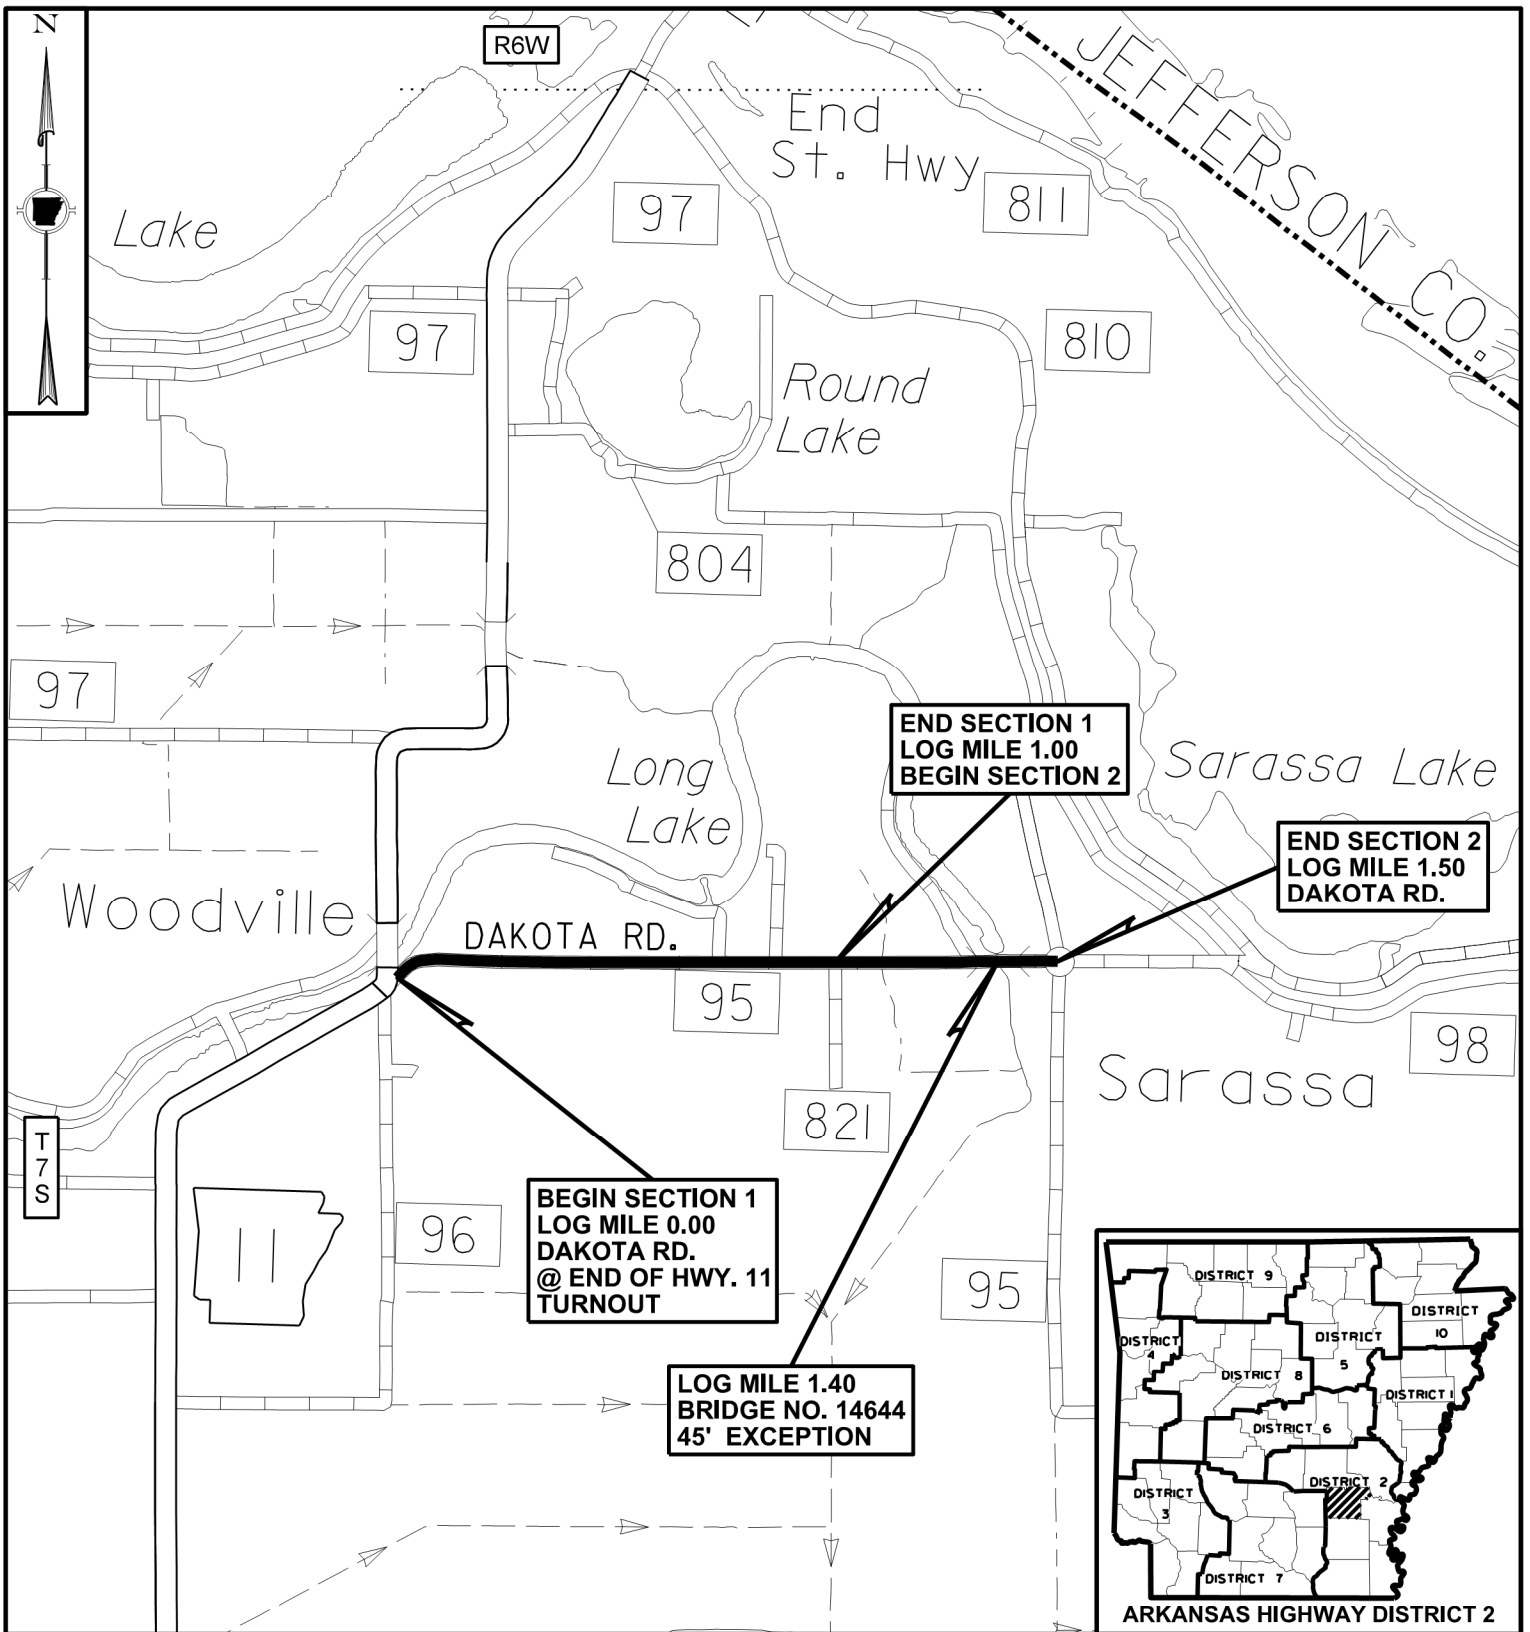 N
R6W
JEFFERSON CO.
End
St. Hwy
97
811
Lake
97
810
Round
Lake
804
97
END SECTION 1
LOG MILE 1.00
BEGIN SECTION 2
Long
Lake
Sarassa Lake
END SECTION 2
LOG MILE 1.50
DAKOTA RD.
Woodville
DAKOTA RD.
95
98
Sarassa
821
T
7
S
BEGIN SECTION 1
LOG MILE 0.00
DAKOTA RD.
@ END OF HWY. 11
TURNOUT
11
96
95
LOG MILE 1.40
BRIDGE NO. 14644
45' EXCEPTION
DISTRICT 9
DISTRICT
10
DISTRICT
4
DISTRICT
5
DISTRICT 8
DISTRICT 1
DISTRICT 6
DISTRICT 2
DISTRICT
3
DISTRICT 7
ARKANSAS HIGHWAY DISTRICT 2